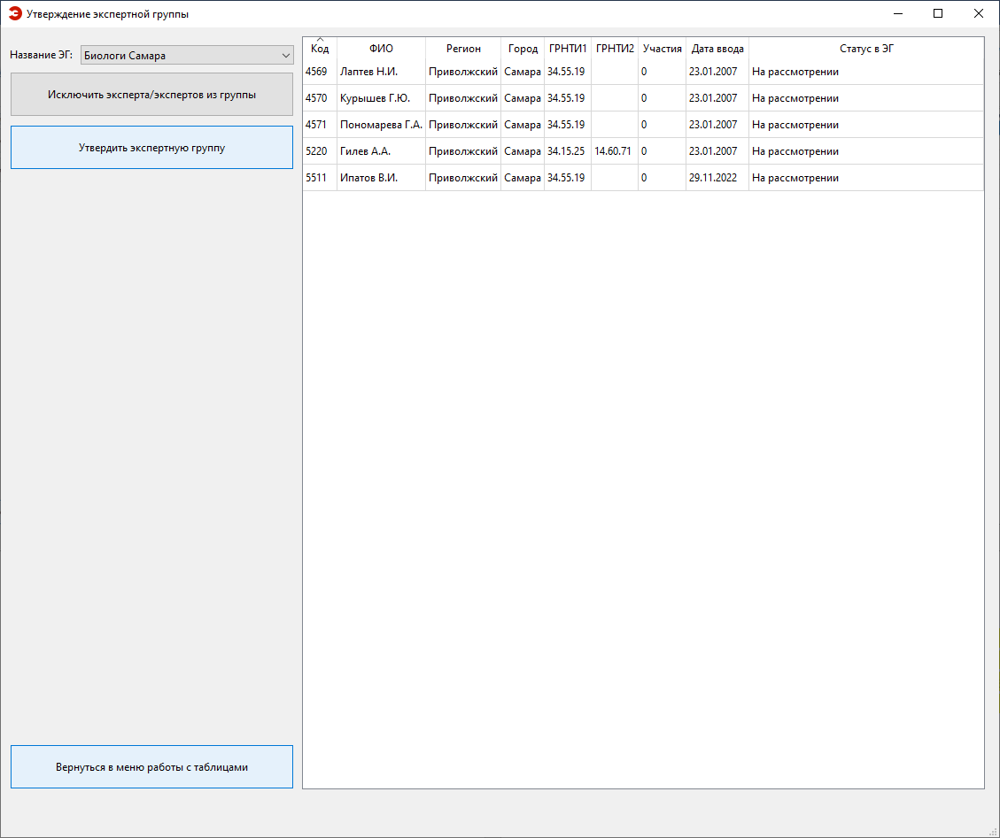 Утверждение экспертной группы
Название ЭГ: Биологи Самара
Исключить эксперта/экспертов из группы
Утвердить экспертную группу
Вернуться в меню работы с таблицами
Код ФИО Регион Город ГРНТИ1 ГРНТИ2 Участия Дата ввода Статус в ЭГ
4569 Лаптев Н.И. Приволжский Самара 34.55.19 0 23.01.2007 На рассмотрении
4570 Курышев Г.Ю. Приволжский Самара 34.55.19 0 23.01.2007 На рассмотрении
4571 Пономарева Г.А. Приволжский Самара 34.55.19 0 23.01.2007 На рассмотрении
5220 Гилев А.А. Приволжский Самара 34.15.25 14.60.71 0 23.01.2007 На рассмотрении
5511 Ипатов В.И. Приволжский Самара 34.55.19 0 29.11.2022 На рассмотрении